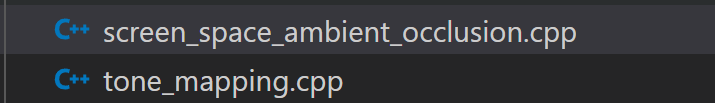 C++ screen_space_ambient_occlusion.cpp
C++ tone_mapping.cpp